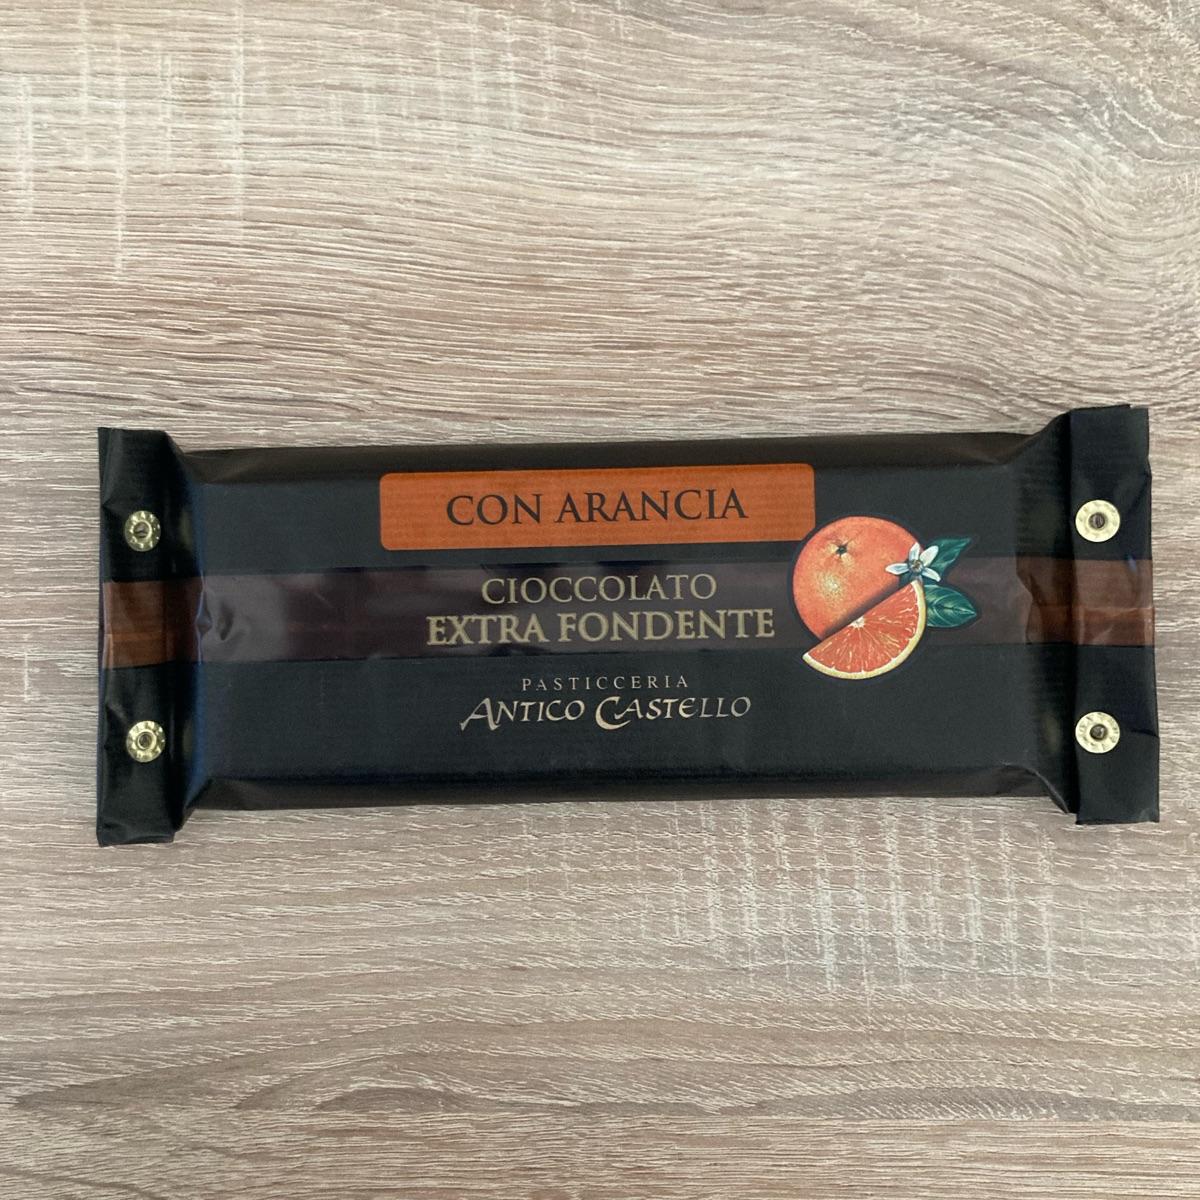 CON ARANCIA
CIOCCOLATO
EXTRA FONDENTE
PASTICCERIA
ANTICO CASTELLO